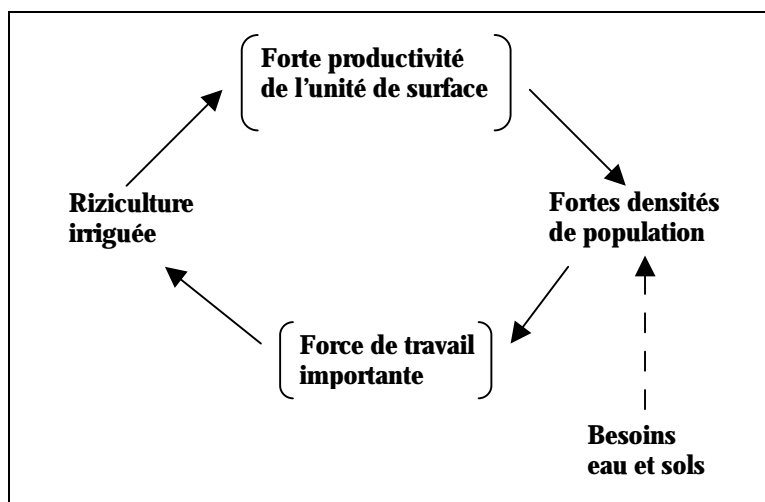 Forte productivité
de l'unité de surface
Riziculture
irriguée
Fortes densités
de population
Force de travail
importante
Besoins
eau et sols